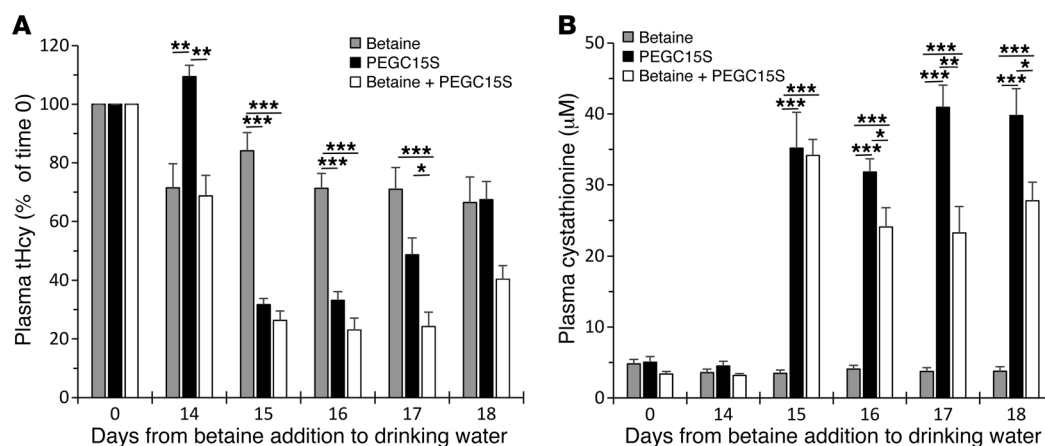 A
Betaine
PEGC15S
Betaine + PEGC15S
Plasma tHcy (% of time 0)
120
100
80
60
40
20
0
** **
***
***
***
***
***
*
0 14 15 16 17 18
Days from betaine addition to drinking water
B
Betaine
PEGC15S
Betaine + PEGC15S
Plasma cystathionine (μM)
50
40
30
20
10
0
***
***
***
*
***
***
**
***
***
*
***
0 14 15 16 17 18
Days from betaine addition to drinking water